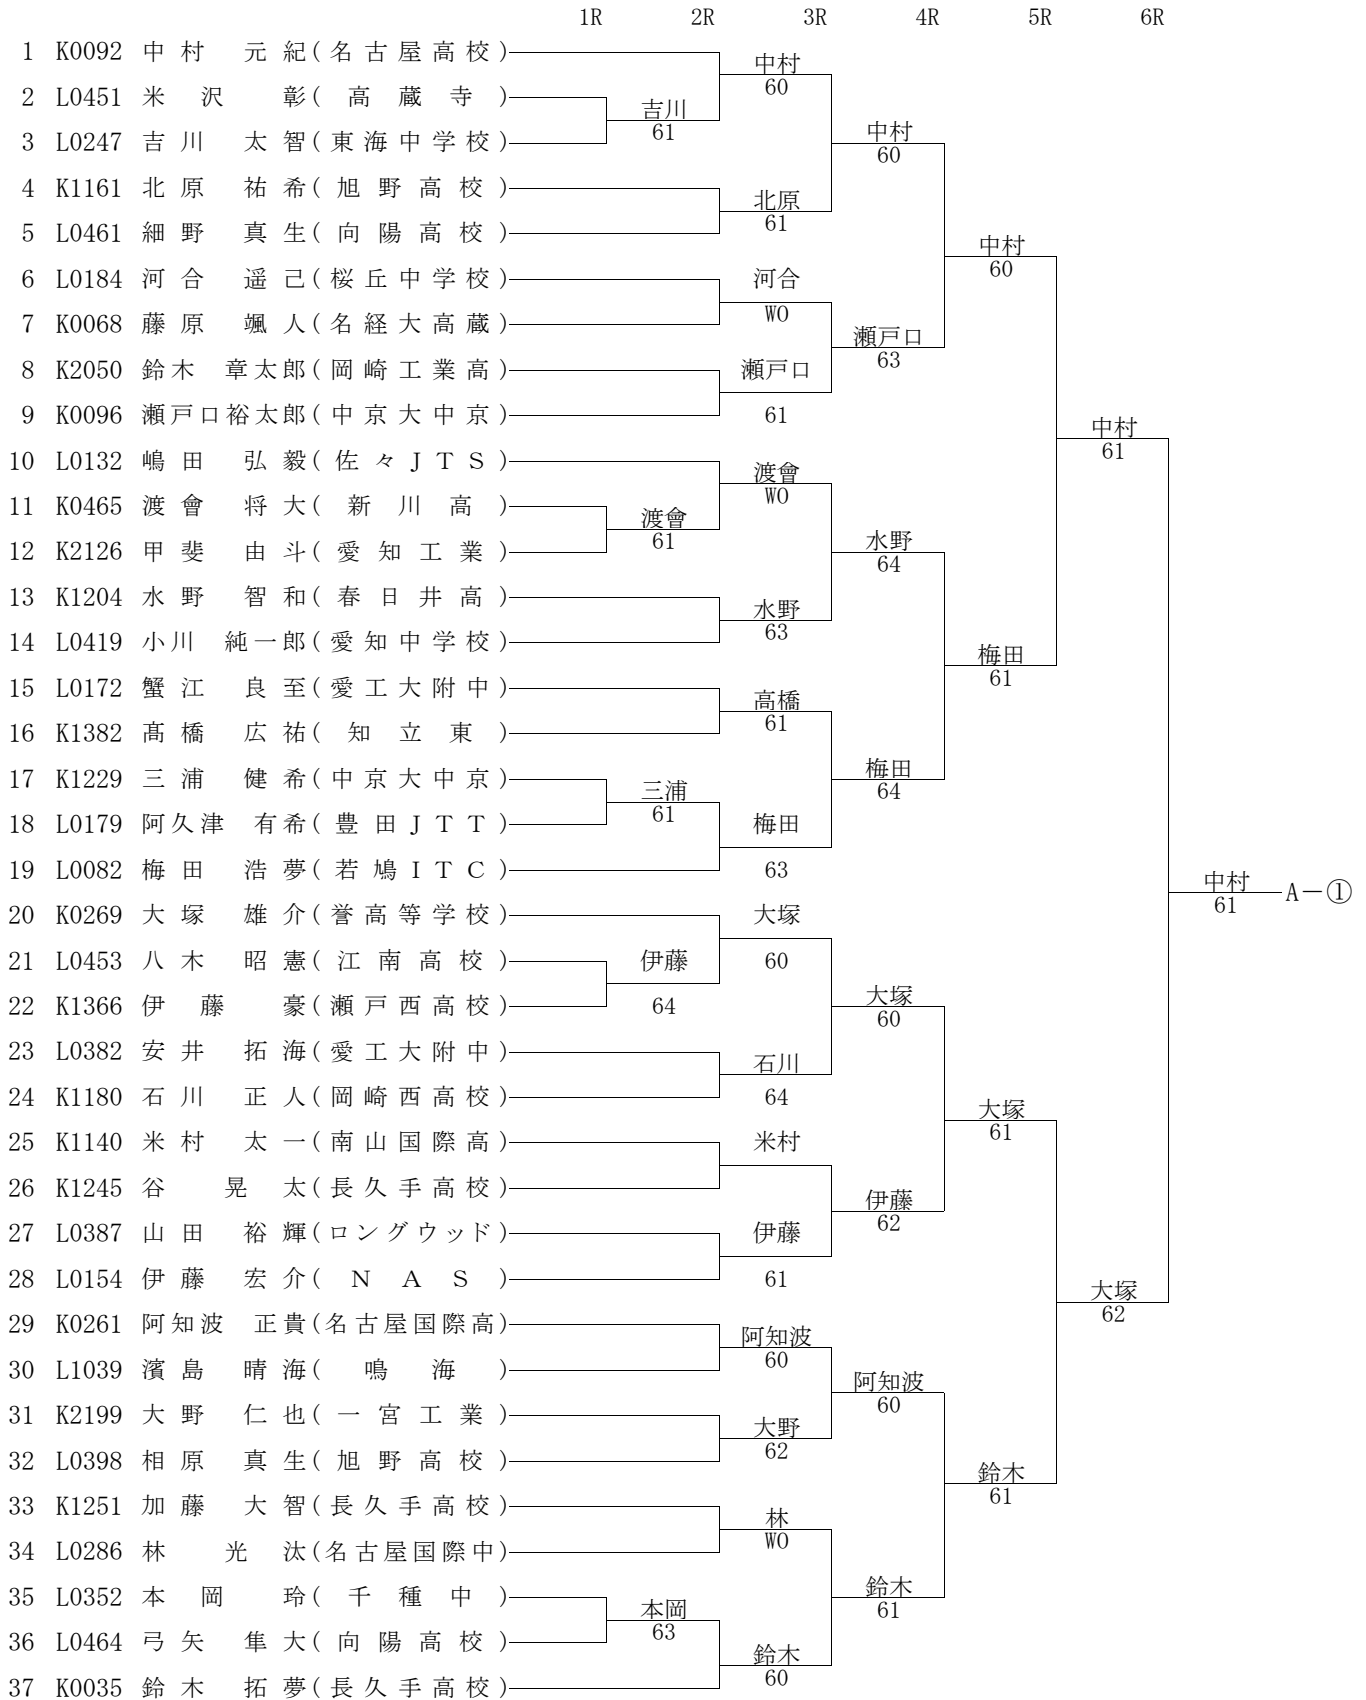 1R 2R 3R 4R 5R 6R
1 K0092 中村 元紀(名古屋高校)
中村
60
2 L0451 米沢 彰(高蔵寺)
吉川
61
3 L0247 吉川 太智(東海中学校)
中村
60
4 K1161 北原 祐希(旭野高校)
北原
61
5 L0461 細野 真生(向陽高校)
中村
60
6 L0184 河合 遥己(桜丘中学校)
河合
WO
7 K0068 藤原 颯人(名経大高蔵)
瀬戸口
63
8 K2050 鈴木 章太郎(岡崎工業高)
瀬戸口
61
9 K0096 瀬戸口裕太郎(中京大中京)
中村
61
10 L0132 嶋田 弘毅(佐々JTS)
渡會
WO
11 K0465 渡會 将大(新川高)
渡會
61
12 K2126 甲斐 由斗(愛知工業)
水野
64
13 K1204 水野 智和(春日井高)
水野
63
14 L0419 小川 純一郎(愛知中学校)
梅田
61
15 L0172 蟹江 良至(愛工大附中)
高橋
61
16 K1382 髙橋 広祐(知立東)
梅田
64
17 K1229 三浦 健希(中京大中京)
三浦
61
18 L0179 阿久津 有希(豊田JTT)
梅田
63
19 L0082 梅田 浩夢(若鳩ITC)
中村
61
A－①
20 K0269 大塚 雄介(誉高等学校)
大塚
60
21 L0453 八木 昭憲(江南高校)
伊藤
64
22 K1366 伊藤 豪(瀬戸西高校)
大塚
60
23 L0382 安井 拓海(愛工大附中)
石川
64
24 K1180 石川 正人(岡崎西高校)
大塚
61
25 K1140 米村 太一(南山国際高)
米村
26 K1245 谷 晃太(長久手高校)
伊藤
62
27 L0387 山田 裕輝(ロングウッド)
伊藤
61
28 L0154 伊藤 宏介(NAS)
大塚
62
29 K0261 阿知波 正貴(名古屋国際高)
阿知波
60
30 L1039 濱島 晴海(鳴海)
阿知波
60
31 K2199 大野 仁也(一宮工業)
大野
62
32 L0398 相原 真生(旭野高校)
鈴木
61
33 K1251 加藤 大智(長久手高校)
林
WO
34 L0286 林 光汰(名古屋国際中)
鈴木
61
35 L0352 本岡 玲(千種中)
本岡
63
36 L0464 弓矢 隼大(向陽高校)
鈴木
60
37 K0035 鈴木 拓夢(長久手高校)